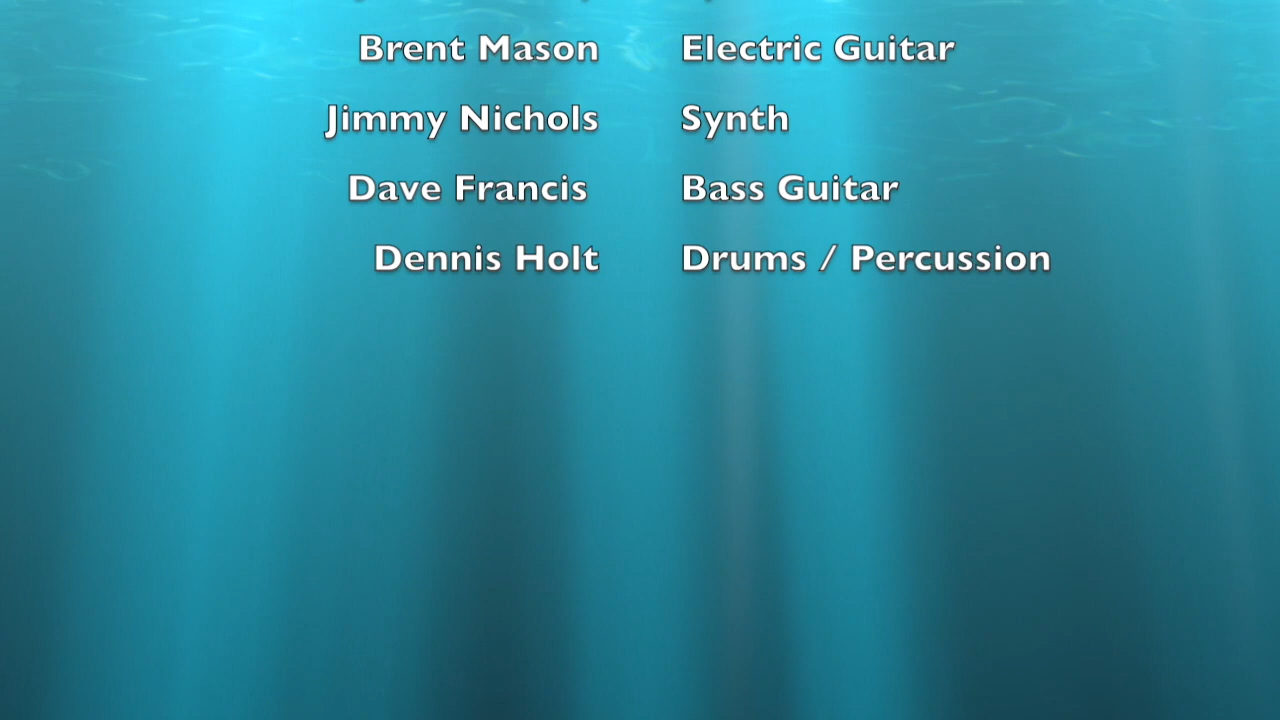 Brent Mason Electric Guitar
Jimmy Nichols Synth
Dave Francis Bass Guitar
Dennis Holt Drums / Percussion